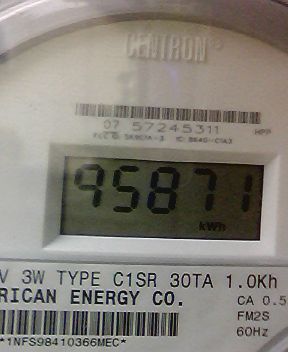 CENTRON®
07 57245311 HPP
95871
kWh
V 3W TYPE C1SR 30TA 1.0Kh
RICAN ENERGY CO.
CA 0.5
FM2S
60Hz
*1NFS98410366MEC*